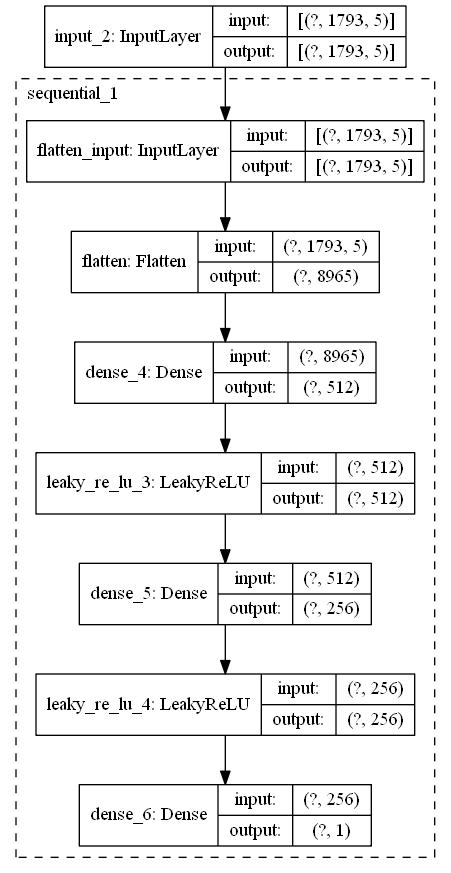 input_2: InputLayer
input: [(?, 1793, 5)]
output: [(?, 1793, 5)]
sequential_1
flatten_input: InputLayer
input: [(?, 1793, 5)]
output: [(?, 1793, 5)]
flatten: Flatten
input: (?, 1793, 5)
output: (?, 8965)
dense_4: Dense
input: (?, 8965)
output: (?, 512)
leaky_re_lu_3: LeakyReLU
input: (?, 512)
output: (?, 512)
dense_5: Dense
input: (?, 512)
output: (?, 256)
leaky_re_lu_4: LeakyReLU
input: (?, 256)
output: (?, 256)
dense_6: Dense
input: (?, 256)
output: (?, 1)